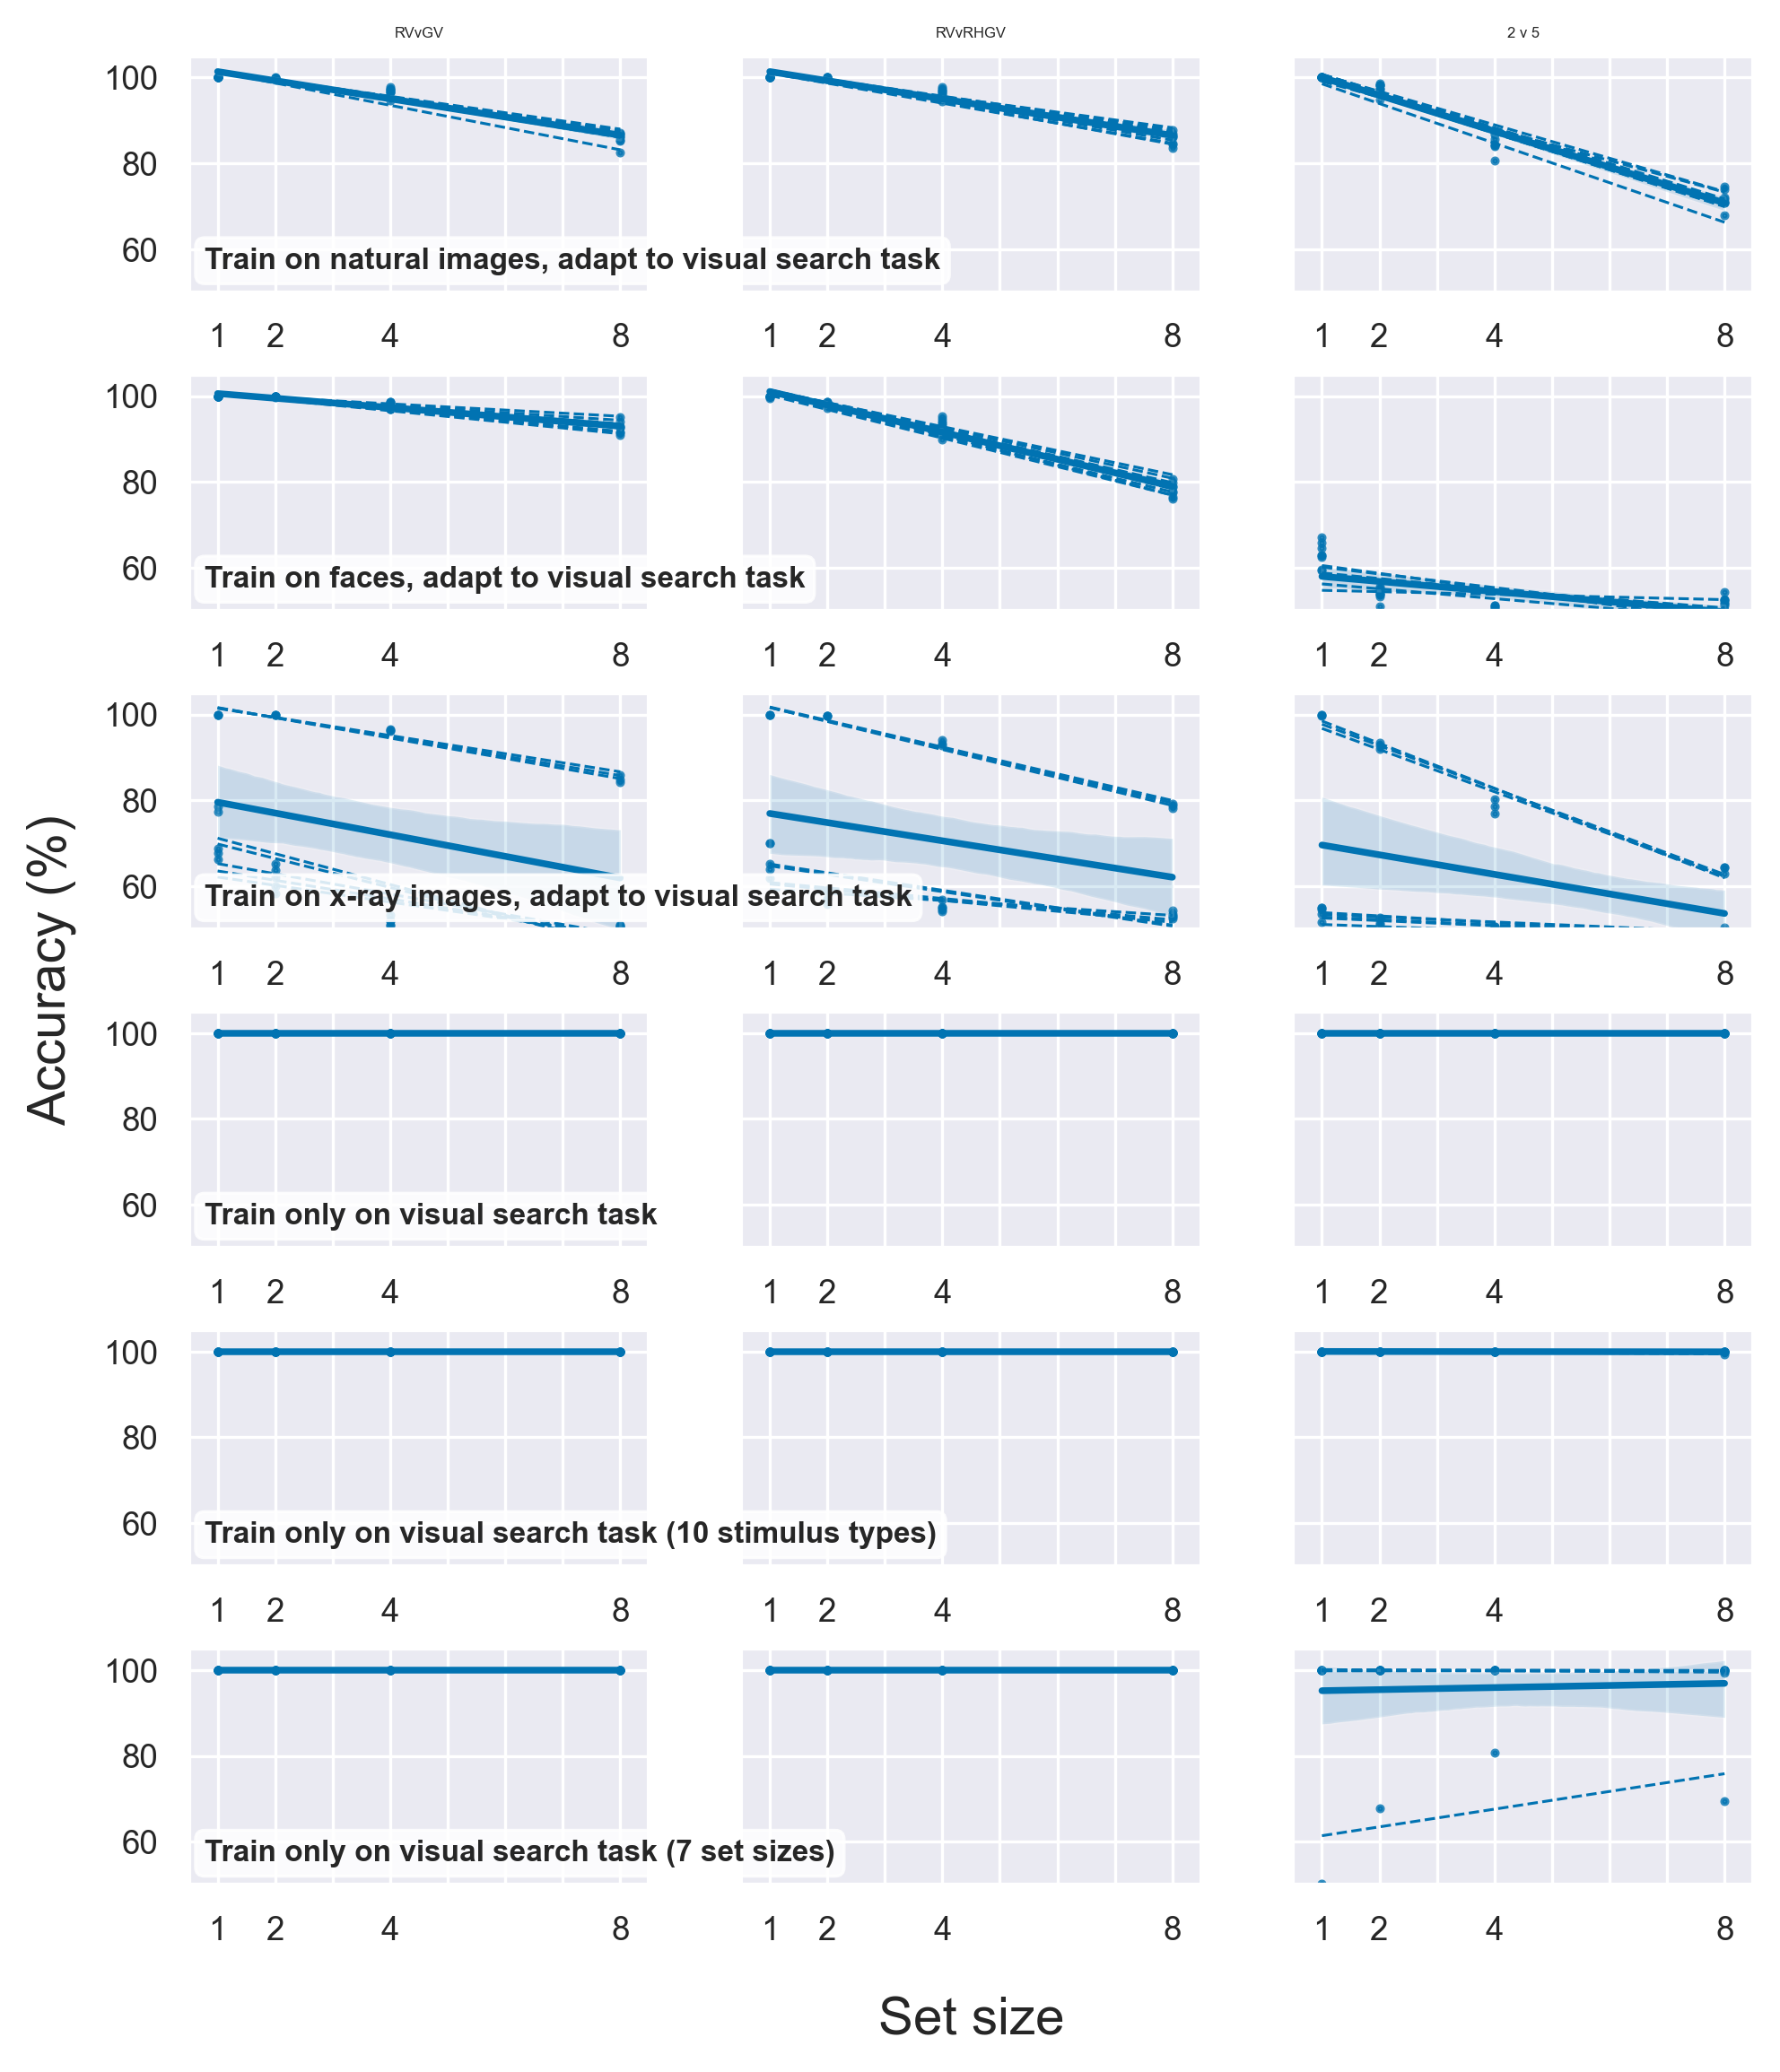 RVvGV RVvRHGV 2 v 5
100
80
60
Train on natural images, adapt to visual search task
1 2 4 8 1 2 4 8 1 2 4 8
100
80
60
Train on faces, adapt to visual search task
1 2 4 8 1 2 4 8 1 2 4 8
100
80
60
Train on x-ray images, adapt to visual search task
1 2 4 8 1 2 4 8 1 2 4 8
Accuracy (%)
100
80
60
Train only on visual search task
1 2 4 8 1 2 4 8 1 2 4 8
100
80
60
Train only on visual search task (10 stimulus types)
1 2 4 8 1 2 4 8 1 2 4 8
100
80
60
Train only on visual search task (7 set sizes)
1 2 4 8 1 2 4 8 1 2 4 8
Set size